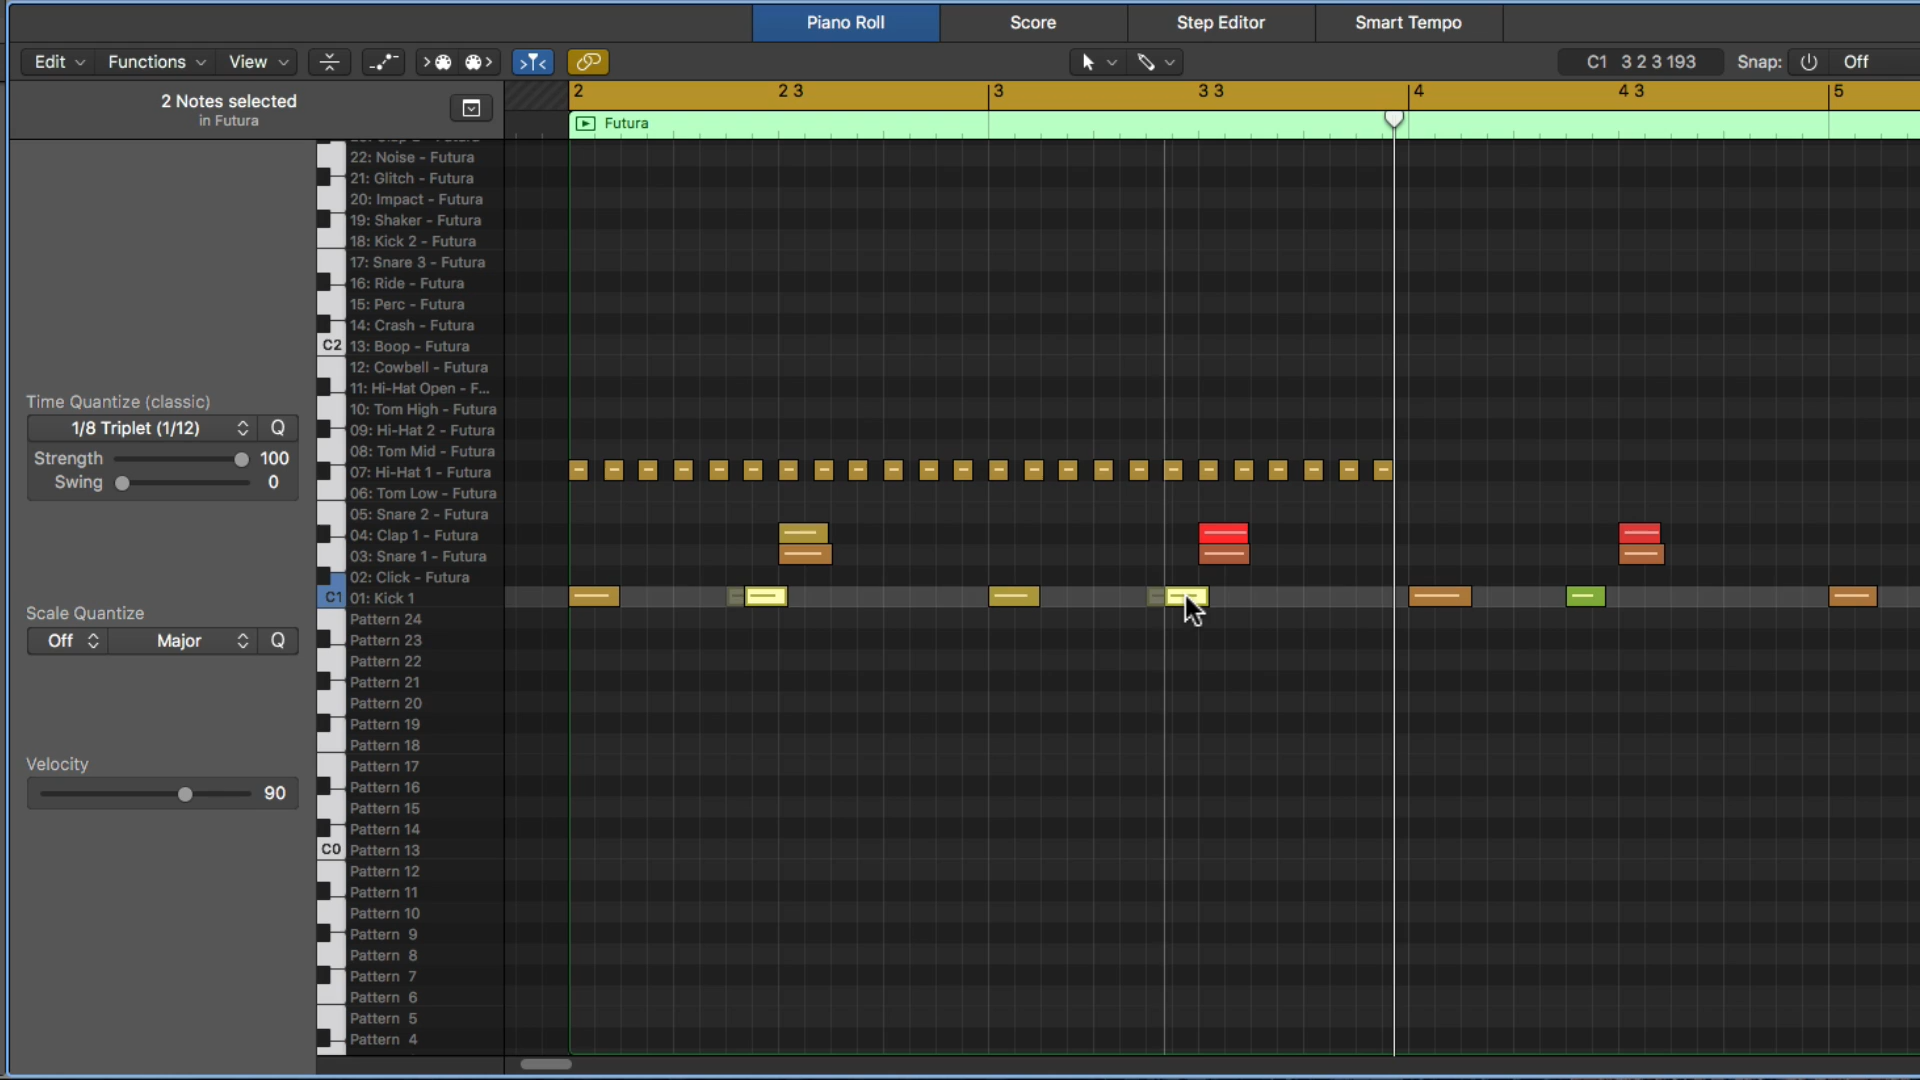 Piano Roll Score Step Editor Smart Tempo
Edit Functions View C1 3 2 3 193 Snap: Off
2 Notes selected
in Futura
2 2 3 3 3 3 4 4 3 5
Futura
22: Noise - Futura
21: Glitch - Futura
20: Impact - Futura
19: Shaker - Futura
18: Kick 2 - Futura
17: Snare 3 - Futura
16: Ride - Futura
15: Perc - Futura
14: Crash - Futura
C2 13: Boop - Futura
12: Cowbell - Futura
11: Hi-Hat Open - F...
10: Tom High - Futura
09: Hi-Hat 2 - Futura
08: Tom Mid - Futura
07: Hi-Hat 1 - Futura
06: Tom Low - Futura
05: Snare 2 - Futura
04: Clap 1 - Futura
03: Snare 1 - Futura
02: Click - Futura
C1 01: Kick 1
Pattern 24
Pattern 23
Pattern 22
Pattern 21
Pattern 20
Pattern 19
Pattern 18
Pattern 17
Pattern 16
Pattern 15
Pattern 14
C0 Pattern 13
Pattern 12
Pattern 11
Pattern 10
Pattern 9
Pattern 8
Pattern 7
Pattern 6
Pattern 5
Pattern 4
Time Quantize (classic)
1/8 Triplet (1/12) Q
Strength 100
Swing 0
Scale Quantize
Off Major Q
Velocity
90